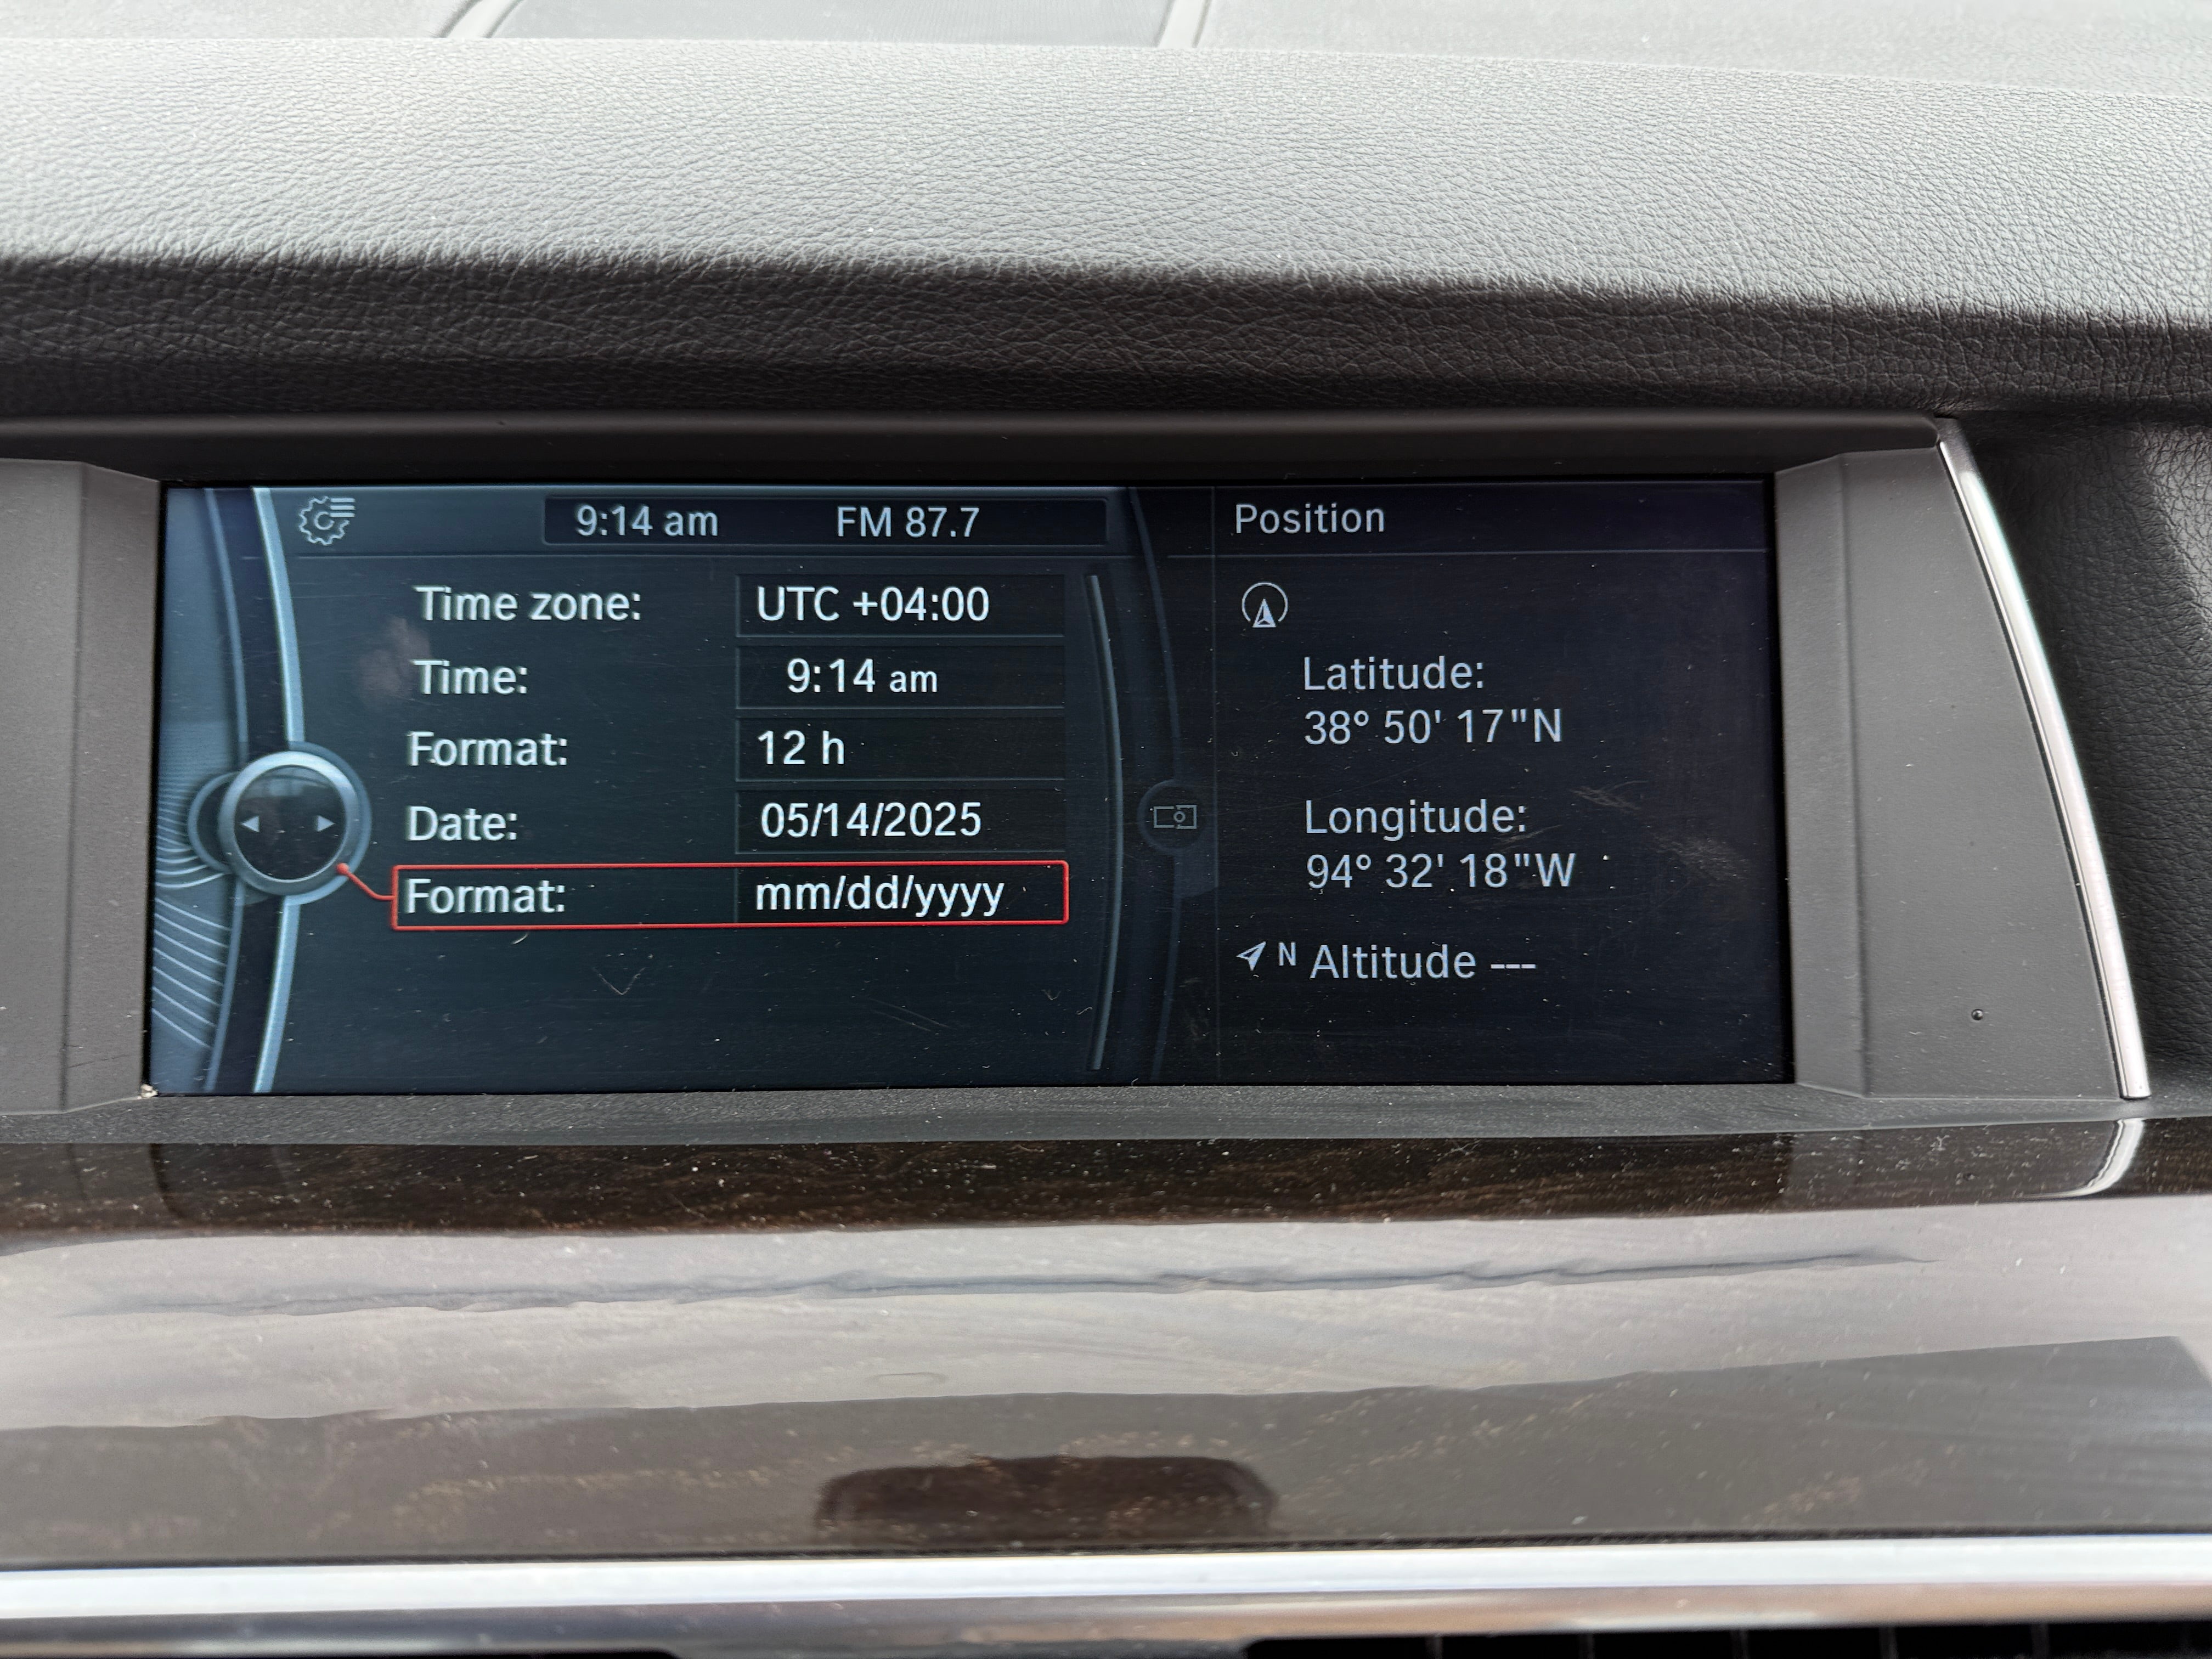 9:14 am FM 87.7
Time zone: UTC +04:00
Time: 9:14 am
Format: 12 h
Date: 05/14/2025
Format: mm/dd/yyyy
Position
Latitude:
38° 50' 17"N
Longitude:
94° 32' 18"W
N Altitude ---